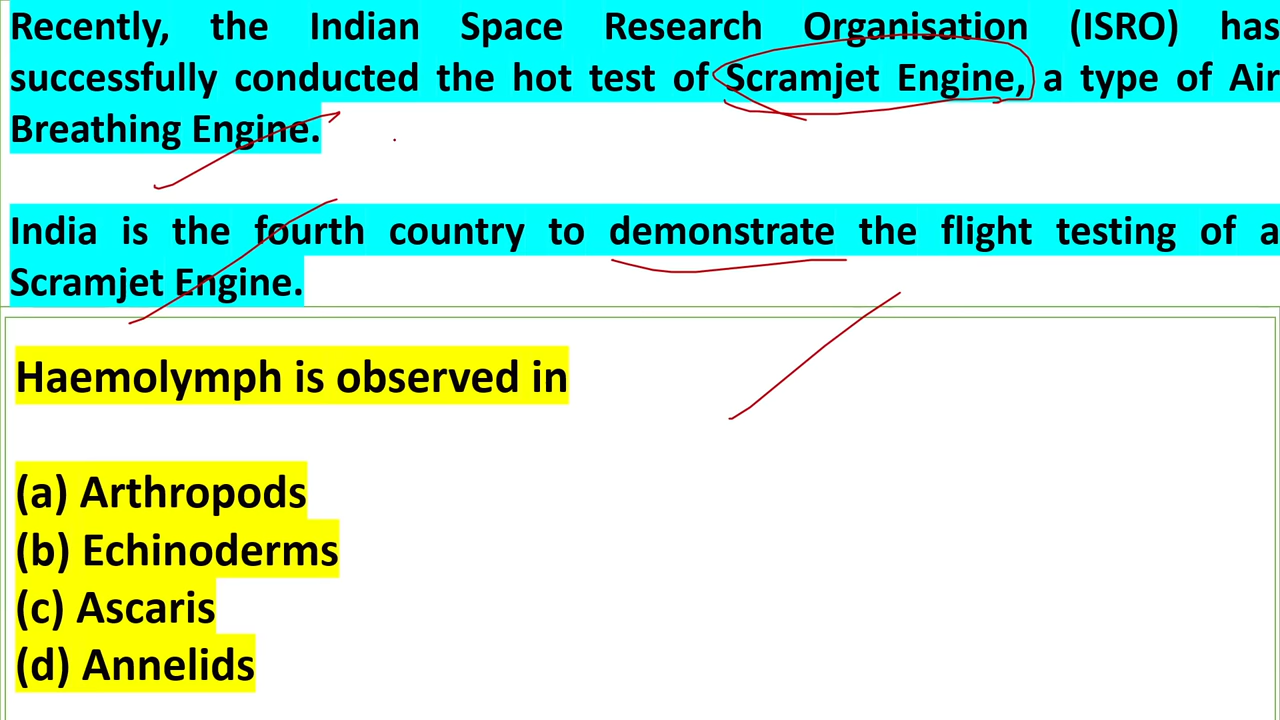 Recently, the Indian Space Research Organisation (ISRO) has
successfully conducted the hot test of Scramjet Engine, a type of Air
Breathing Engine.
India is the fourth country to demonstrate the flight testing of a
Scramjet Engine.
Haemolymph is observed in
(a) Arthropods
(b) Echinoderms
(c) Ascaris
(d) Annelids